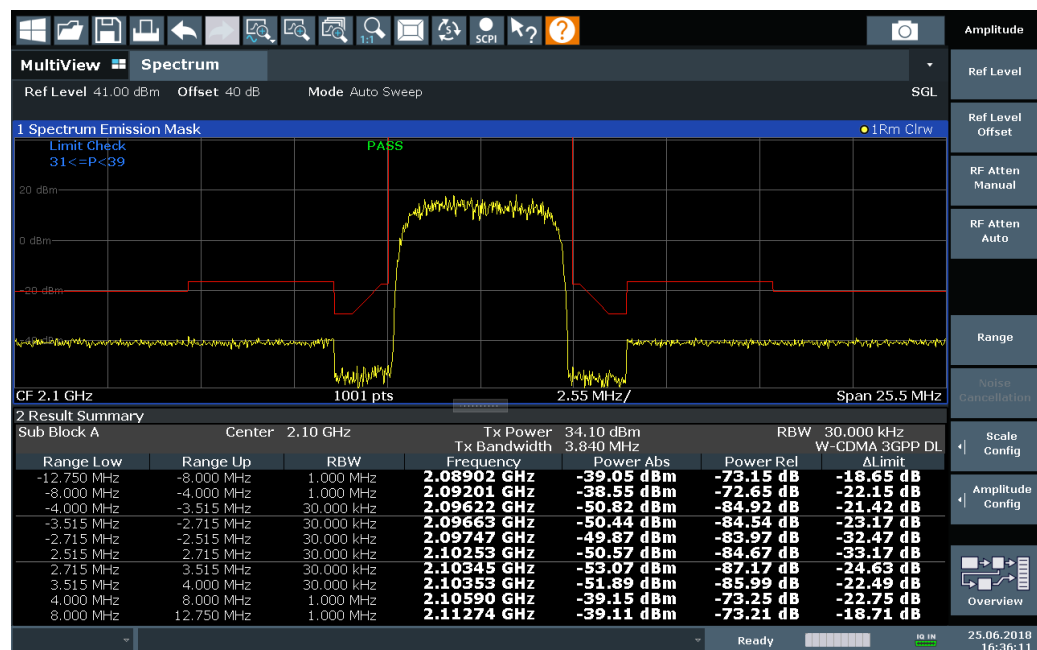 1:1
SCPI
?
?
Amplitude
MultiView Spectrum
Ref Level 41.00 dBm Offset 40 dB Mode Auto Sweep SGL
Ref Level
Ref Level
Offset
RF Atten
Manual
RF Atten
Auto
Range
Noise
Cancellation
Scale
Config
Amplitude
Config
Overview
1 Spectrum Emission Mask 1Rm Clrw
Limit Check PASS
31<=P<39
20 dBm
0 dBm
-20 dBm
CF 2.1 GHz 1001 pts 2.55 MHz/ Span 25.5 MHz
2 Result Summary
Sub Block A Center 2.10 GHz Tx Power 34.10 dBm RBW 30.000 kHz
Tx Bandwidth 3.840 MHz W-CDMA 3GPP DL
Range Low Range Up RBW Frequency Power Abs Power Rel ΔLimit
-12.750 MHz -8.000 MHz 1.000 MHz 2.08902 GHz -39.05 dBm -73.15 dB -18.65 dB
-8.000 MHz -4.000 MHz 1.000 MHz 2.09201 GHz -38.55 dBm -72.65 dB -22.15 dB
-4.000 MHz -3.515 MHz 30.000 kHz 2.09622 GHz -50.82 dBm -84.92 dB -21.42 dB
-3.515 MHz -2.715 MHz 30.000 kHz 2.09663 GHz -50.44 dBm -84.54 dB -23.17 dB
-2.715 MHz -2.515 MHz 30.000 kHz 2.09747 GHz -49.87 dBm -83.97 dB -32.47 dB
2.515 MHz 2.715 MHz 30.000 kHz 2.10253 GHz -50.57 dBm -84.67 dB -33.17 dB
2.715 MHz 3.515 MHz 30.000 kHz 2.10345 GHz -53.07 dBm -87.17 dB -24.63 dB
3.515 MHz 4.000 MHz 30.000 kHz 2.10353 GHz -51.89 dBm -85.99 dB -22.49 dB
4.000 MHz 8.000 MHz 1.000 MHz 2.10590 GHz -39.15 dBm -73.25 dB -22.75 dB
8.000 MHz 12.750 MHz 1.000 MHz 2.11274 GHz -39.11 dBm -73.21 dB -18.71 dB
Ready IQ IN 25.06.2018
16:36:11